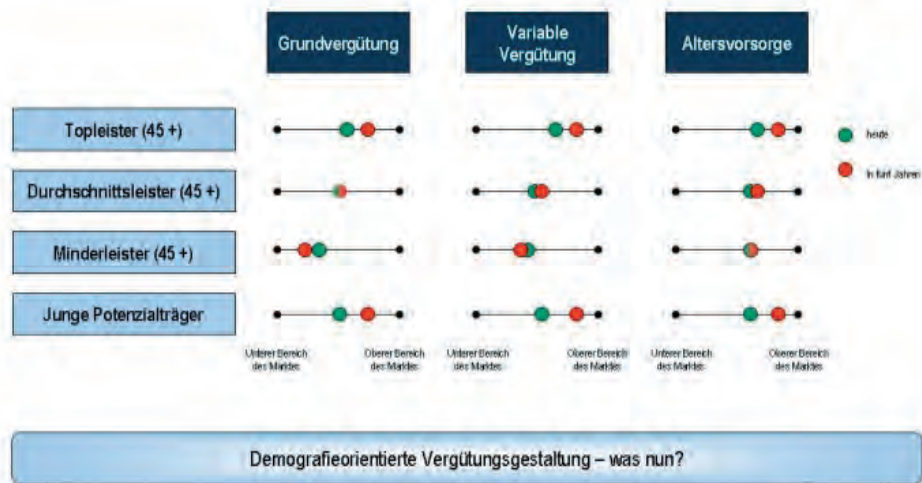 Grundvergütung
Variable
Vergütung
Altersvorsorge
Topleister (45 +)
heute
In fünf Jahren
Durchschnittsleister (45 +)
Minderleister (45 +)
Junge Potenzialträger
Unterer Bereich
des Marktes
Oberer Bereich
des Marktes
Unterer Bereich
des Marktes
Oberer Bereich
des Marktes
Unterer Bereich
des Marktes
Oberer Bereich
des Marktes
Demografieorientierte Vergütungsgestaltung – was nun?